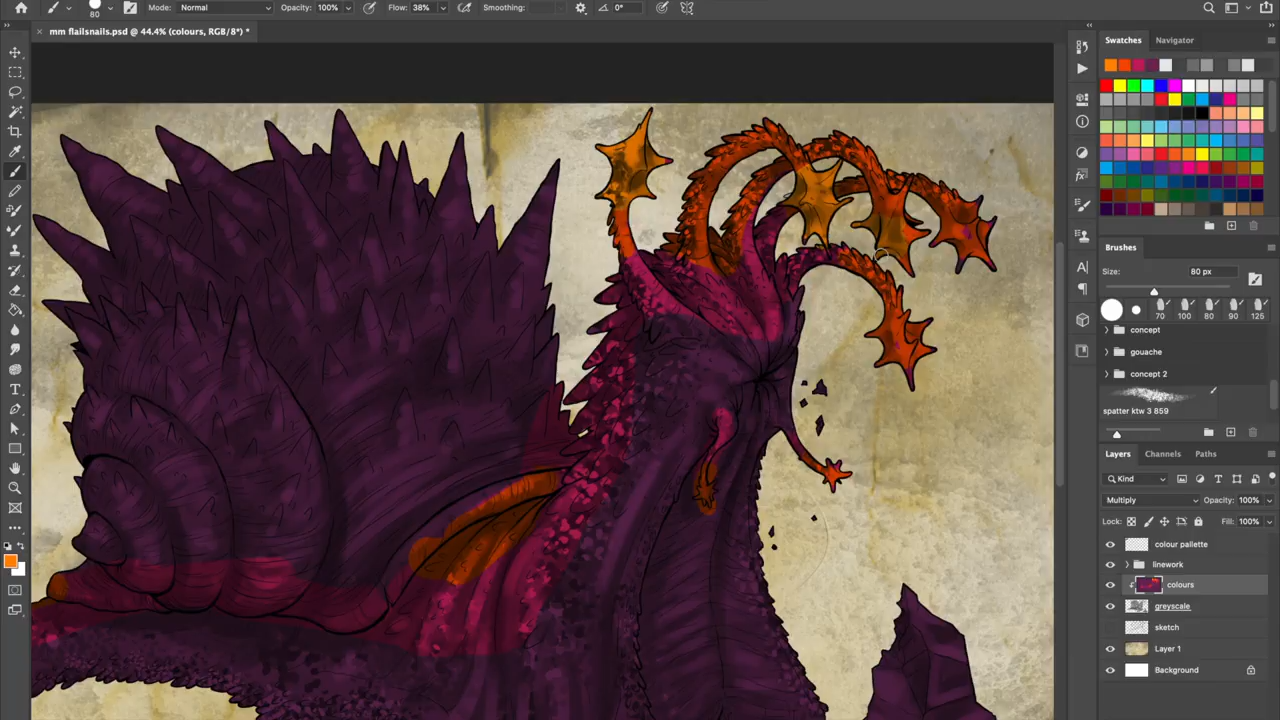 80
Mode: Normal Opacity: 100% Flow: 38% Smoothing: 0°
× mm flailsnails.psd @ 44.4% (colours, RGB/8*) *
Swatches Navigator
Brushes
Size: 80 px
70 100 80 90 125
concept
gouache
concept 2
spatter ktw 3 859
Layers Channels Paths
Kind
Multiply Opacity: 100%
Lock: Fill: 100%
colour pallette
linework
colours
greyscale
sketch
Layer 1
Background